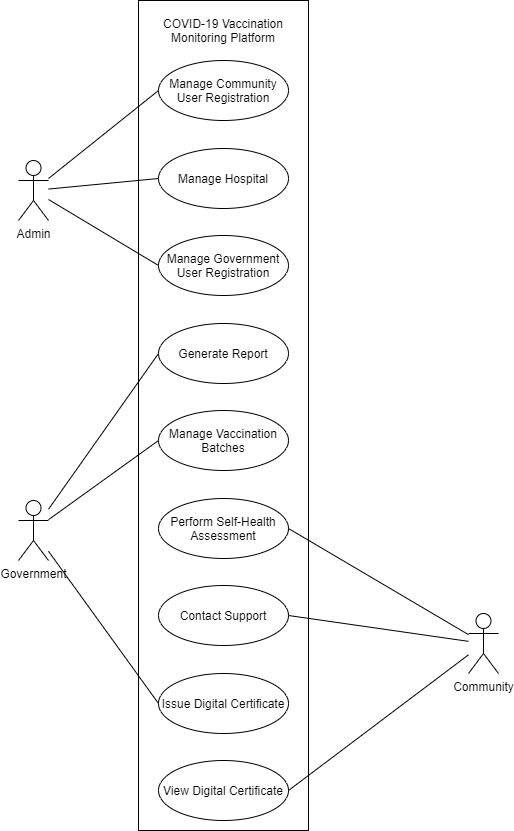 COVID-19 Vaccination
Monitoring Platform
Manage Community
User Registration
Manage Hospital
Admin
Manage Government
User Registration
Generate Report
Manage Vaccination
Batches
Perform Self-Health
Assessment
Government
Contact Support
Community
Issue Digital Certificate
View Digital Certificate